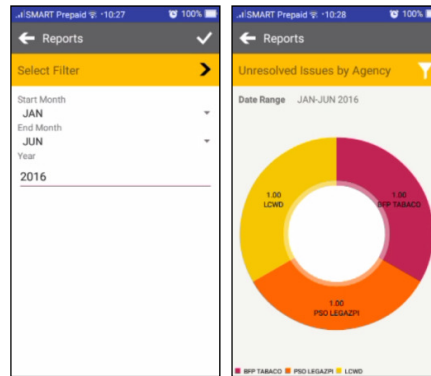 SMART Prepaid 10:27 100%
Reports
Select Filter
Start Month
JAN
End Month
JUN
Year
2016
SMART Prepaid 10:28 100%
Reports
Unresolved Issues by Agency
Date Range JAN-JUN 2016
1.00
LCWD
1.00
BFP TABACO
1.00
PSO LEGAZPI
BFP TABACO PSO LEGAZPI LCWD